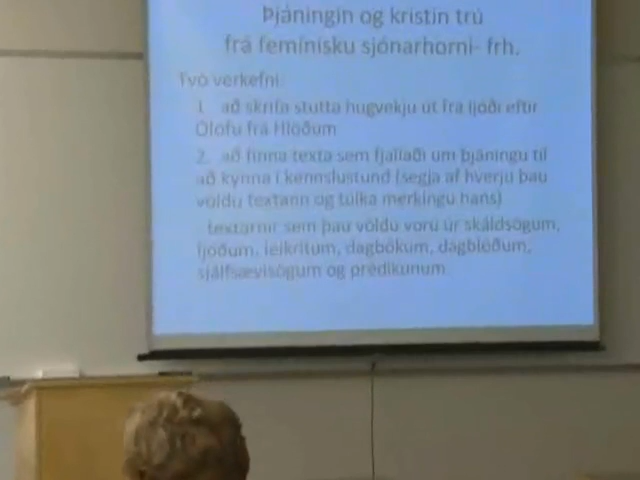 Þjáningin og kristin trú
frá femínísku sjónarhorni- frh.
Tvö verkefni:
1. að skrifa stutta hugvekju út frá ljóði eftir
Ólöfu frá Hlöðum
2. að finna texta sem fjallaði um þjáningu til
að kynna í kennslustund (segja af hverju þau
völdu textann og túlka merkingu hans)
textarnir sem þau völdu voru úr skáldsögum,
ljóðum, leikritum, dagbókum, dagblöðum,
sjálfsævisögum og prédikunum